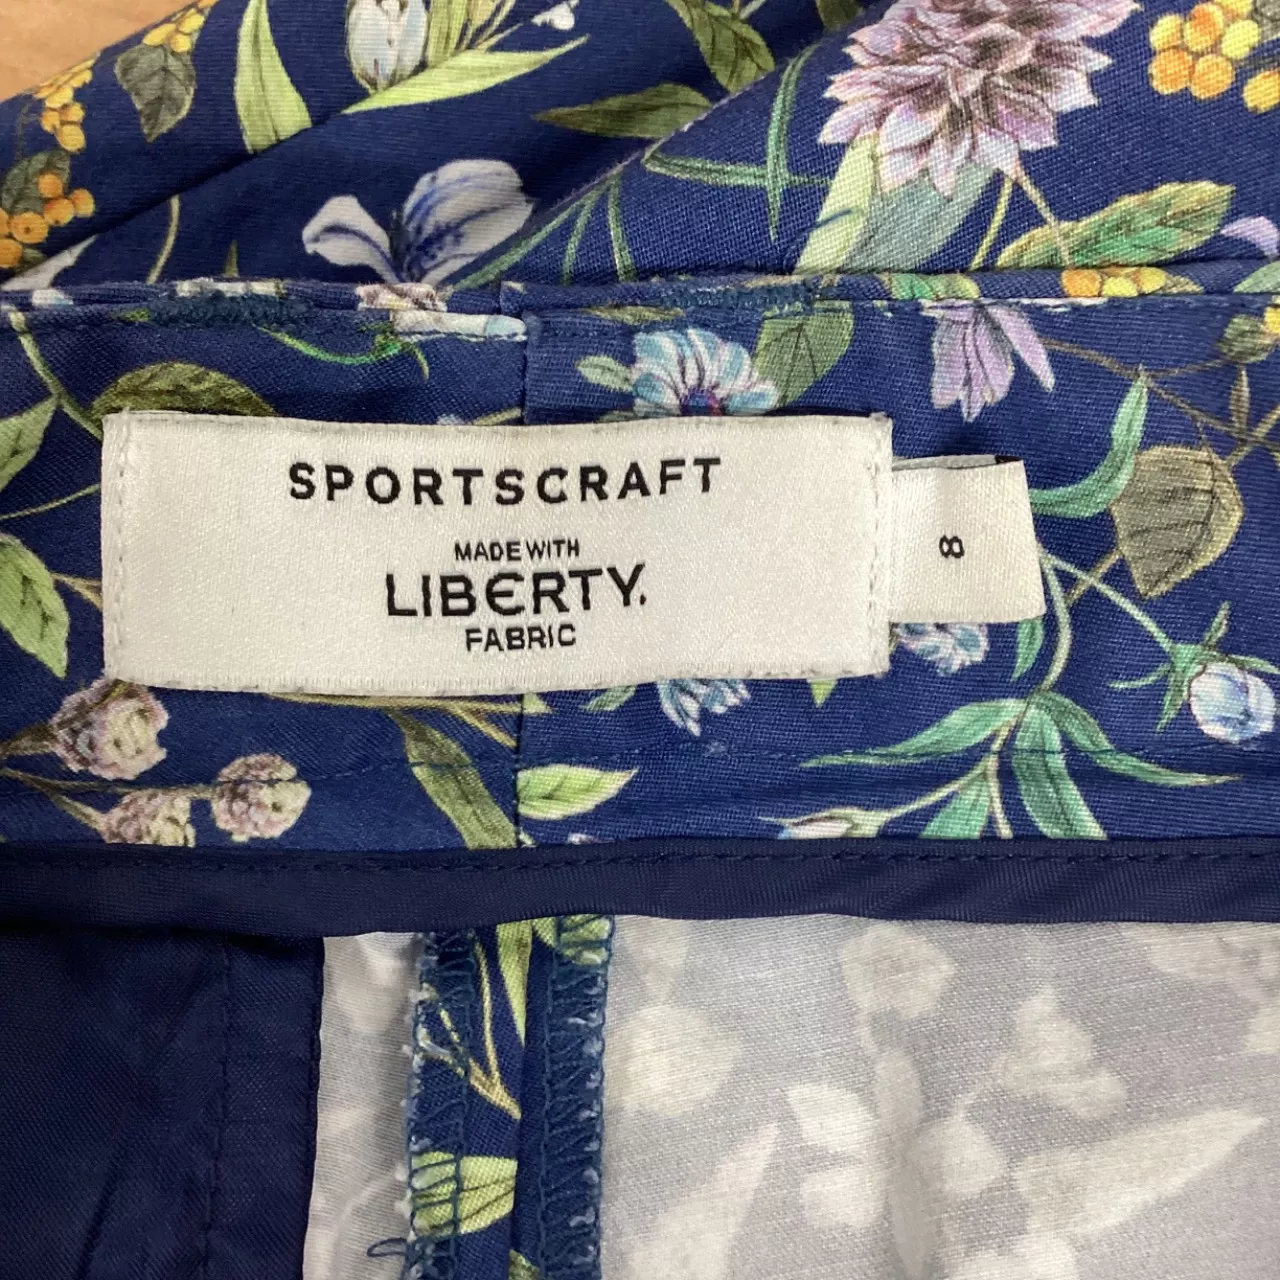 SPORTSCRAFT
MADE WITH
LIBERTY.
FABRIC
8